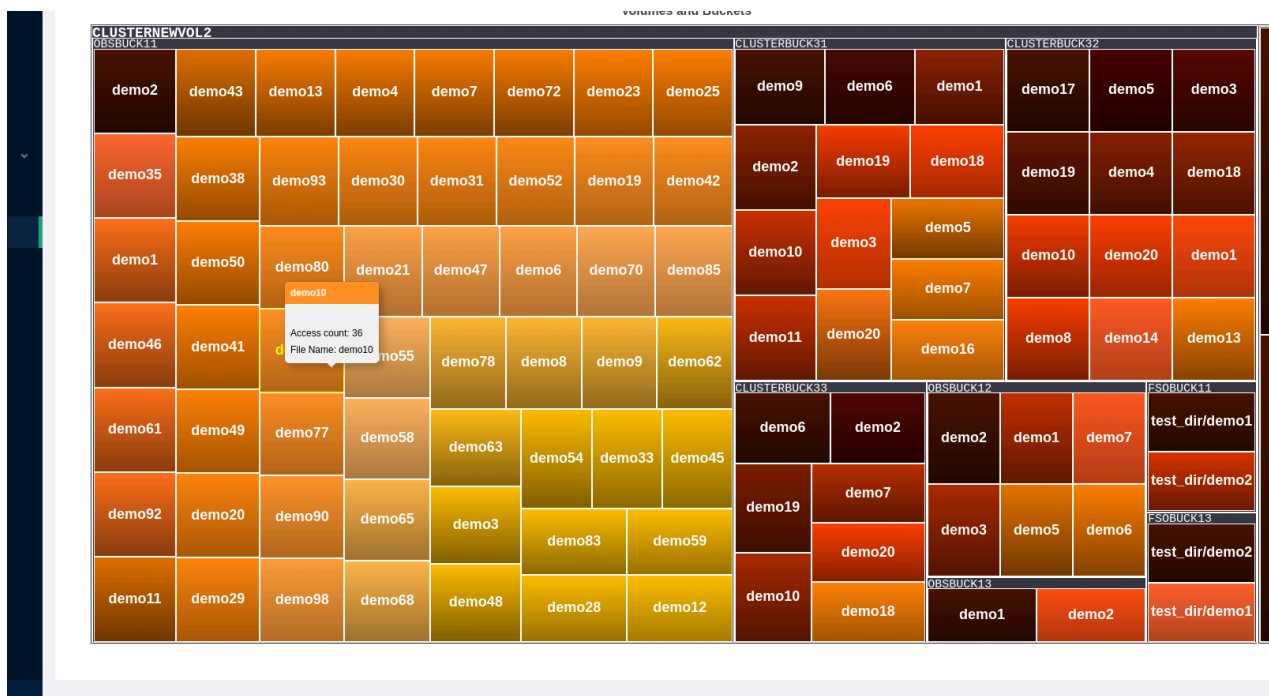 Volumes and Buckets
CLUSTERNEWVOL2
OBSBUCK11
demo2 demo43 demo13 demo4 demo7 demo72 demo23 demo25
demo35 demo38 demo93 demo30 demo31 demo52 demo19 demo42
demo1 demo50 demo80 demo21 demo47 demo6 demo70 demo85
demo10
Access count: 36
File Name: demo10
demo46 demo41 mo55 demo78 demo8 demo9 demo62
demo61 demo49 demo77 demo58 demo63 demo54 demo33 demo45
demo92 demo20 demo90 demo65 demo3 demo83 demo59
demo11 demo29 demo98 demo68 demo48 demo28 demo12
CLUSTERBUCK31
demo9 demo6 demo1
demo2 demo19 demo18
demo10 demo3 demo5
demo7
demo11 demo20 demo16
CLUSTERBUCK32
demo17 demo5 demo3
demo19 demo4 demo18
demo10 demo20 demo1
demo8 demo14 demo13
CLUSTERBUCK33
demo6 demo2
demo19 demo7
demo20
demo10 demo18
OBSBUCK12
demo2 demo1 demo7
demo3 demo5 demo6
OBSBUCK13
demo1 demo2
FSOBUCK11
test_dir/demo1
test_dir/demo2
FSOBUCK13
test_dir/demo2
test_dir/demo1